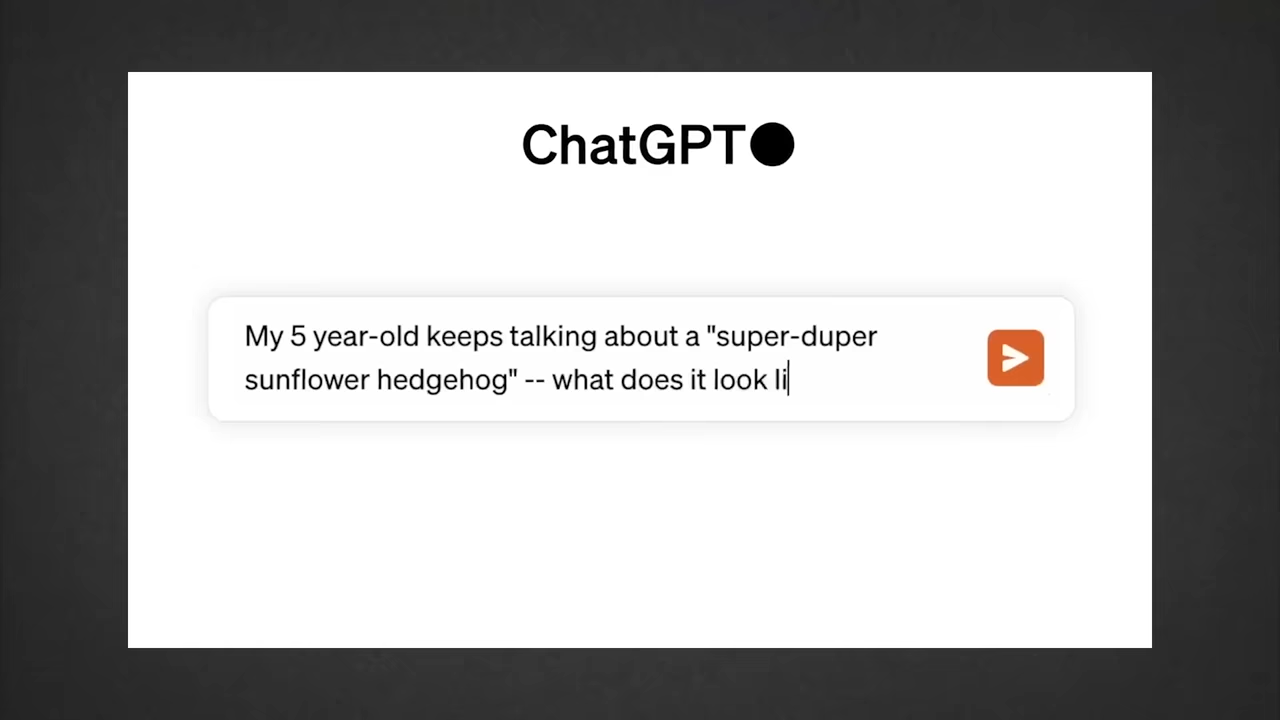 ChatGPT
My 5 year-old keeps talking about a "super-duper
sunflower hedgehog" -- what does it look li